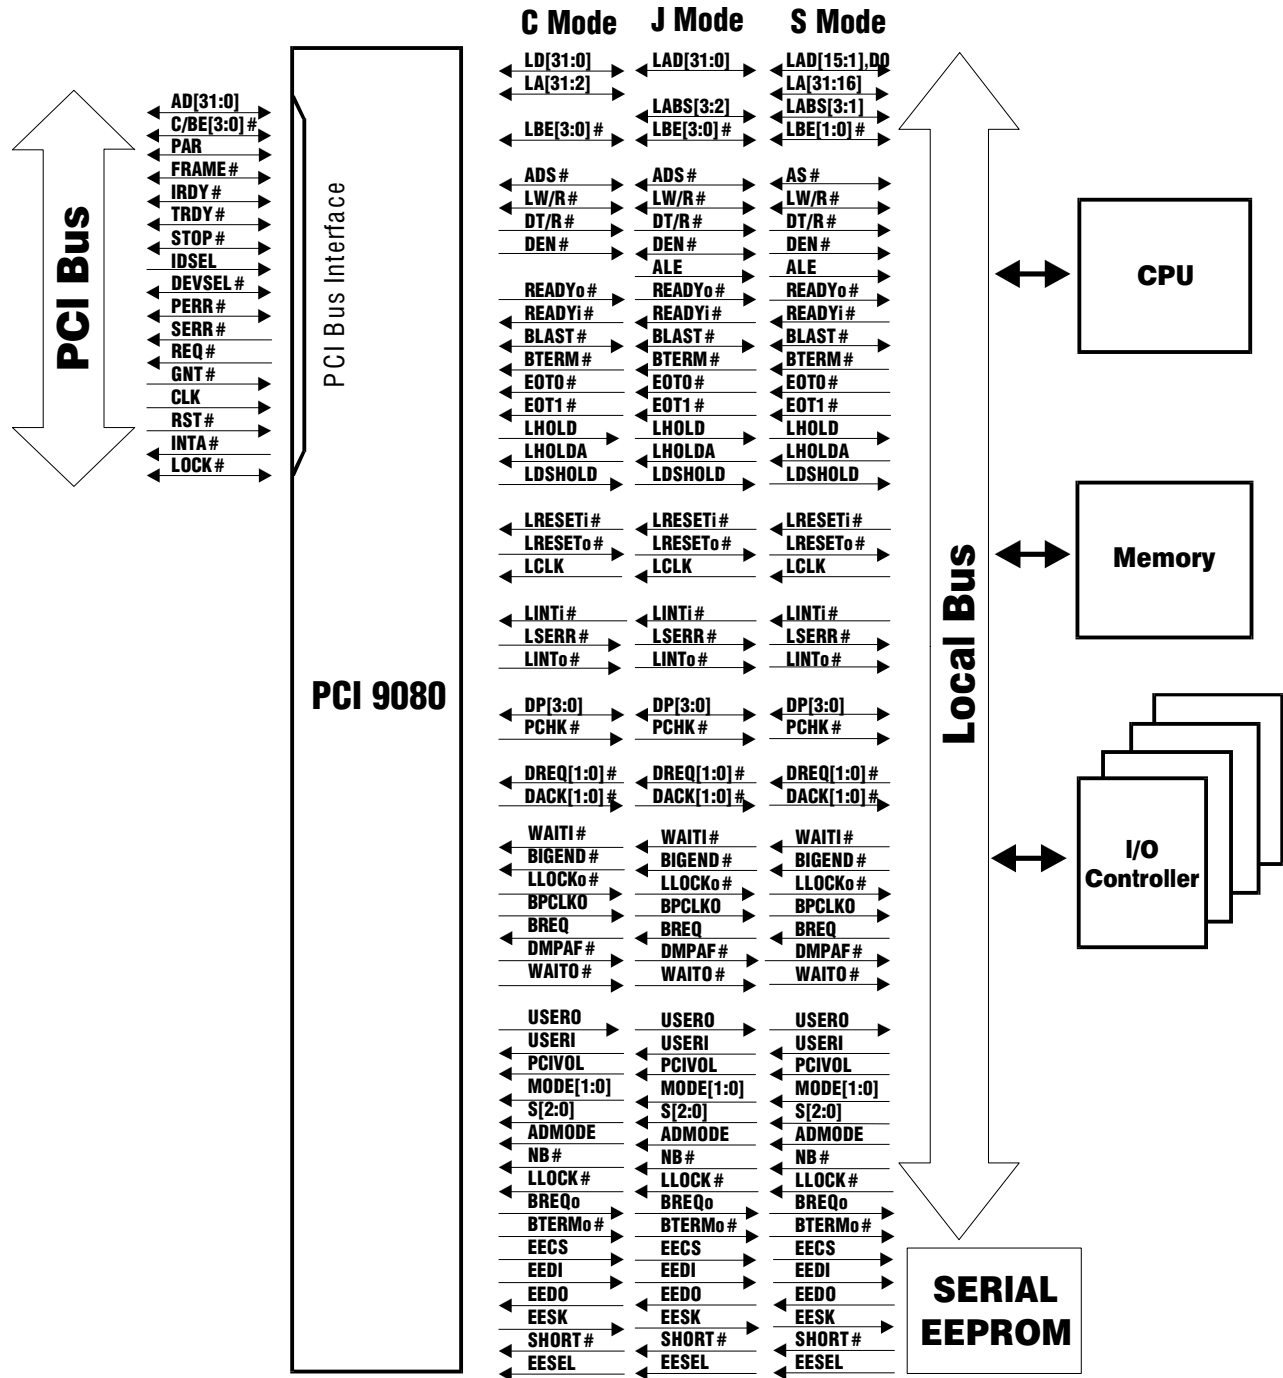 C Mode J Mode S Mode
LD[31:0] LAD[31:0] LAD[15:1],D0
LA[31:2] LA[31:16]
LABS[3:2] LABS[3:1]
LBE[3:0]# LBE[3:0]# LBE[1:0]#
ADS# ADS# AS#
LW/R# LW/R# LW/R#
DT/R# DT/R# DT/R#
DEN# DEN# DEN#
ALE ALE
READYo# READYo# READYo#
READYi# READYi# READYi#
BLAST# BLAST# BLAST#
BTERM# BTERM# BTERM#
EOT0# EOT0# EOT0#
EOT1# EOT1# EOT1#
LHOLD LHOLD LHOLD
LHOLDA LHOLDA LHOLDA
LDSHOLD LDSHOLD LDSHOLD
LRESETi# LRESETi# LRESETi#
LRESETo# LRESETo# LRESETo#
LCLK LCLK LCLK
LINTi# LINTi# LINTi#
LSERR# LSERR# LSERR#
LINTo# LINTo# LINTo#
DP[3:0] DP[3:0] DP[3:0]
PCHK# PCHK# PCHK#
DREQ[1:0]# DREQ[1:0]# DREQ[1:0]#
DACK[1:0]# DACK[1:0]# DACK[1:0]#
WAITI# WAITI# WAITI#
BIGEND# BIGEND# BIGEND#
LLOCKo# LLOCKo# LLOCKo#
BPCLKO BPCLKO BPCLKO
BREQ BREQ BREQ
DMPAF# DMPAF# DMPAF#
WAITO# WAITO# WAITO#
USERO USERO USERO
USERI USERI USERI
PCIVOL PCIVOL PCIVOL
MODE[1:0] MODE[1:0] MODE[1:0]
S[2:0] S[2:0] S[2:0]
ADMODE ADMODE ADMODE
NB# NB# NB#
LLOCK# LLOCK# LLOCK#
BREQo BREQo BREQo
BTERMo# BTERMo# BTERMo#
EECS EECS EECS
EEDI EEDI EEDI
EEDO EEDO EEDO
EESK EESK EESK
SHORT# SHORT# SHORT#
EESEL EESEL EESEL
PCI Bus
AD[31:0]
C/BE[3:0]#
PAR
FRAME#
IRDY#
TRDY#
STOP#
IDSEL
DEVSEL#
PERR#
SERR#
REQ#
GNT#
CLK
RST#
INTA#
LOCK#
PCI Bus Interface
PCI 9080
Local Bus
CPU
Memory
I/O
Controller
SERIAL
EEPROM